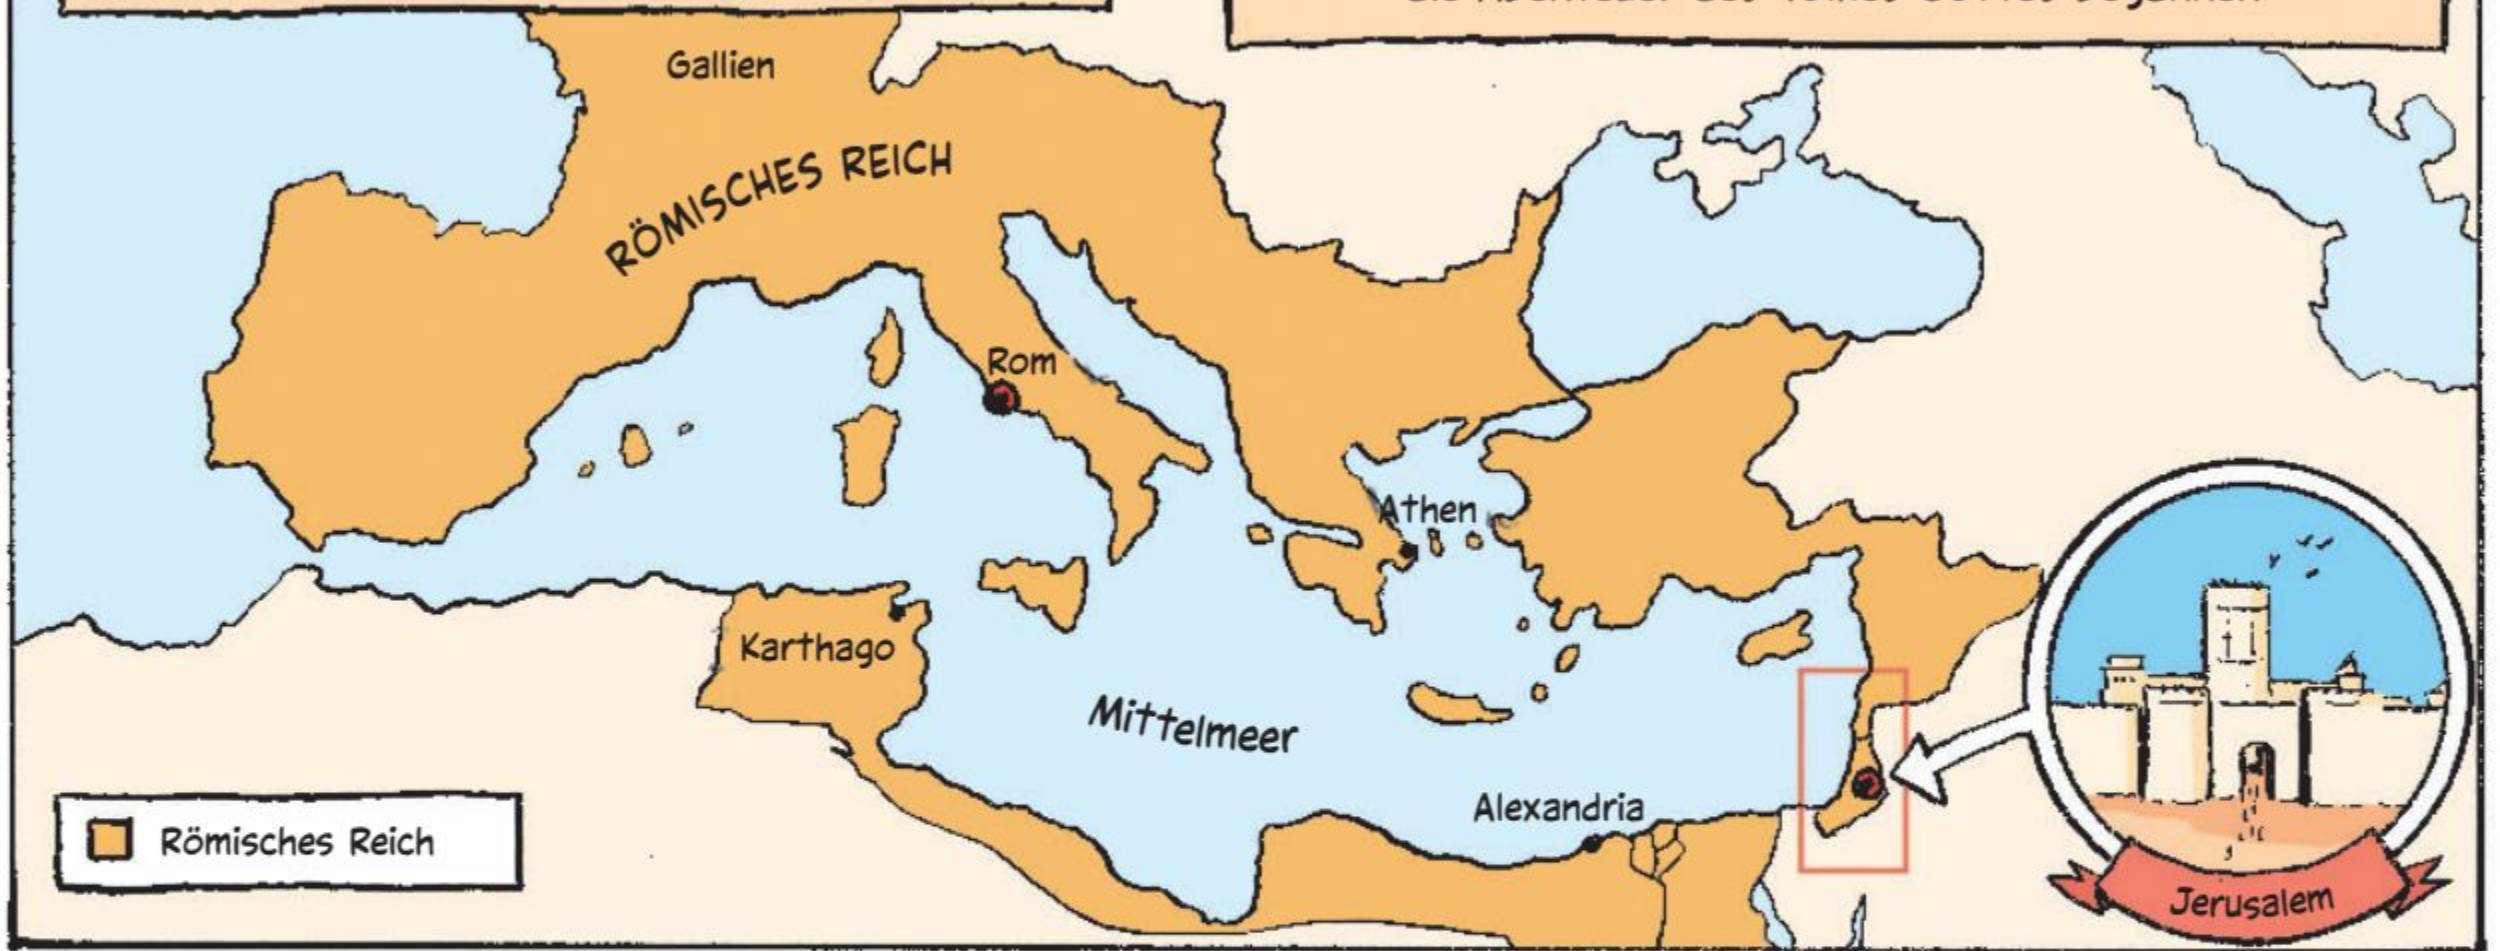 Gallien
RÖMISCHES REICH
Rom
Athen
Karthago
Mittelmeer
Alexandria
Römisches Reich
Jerusalem